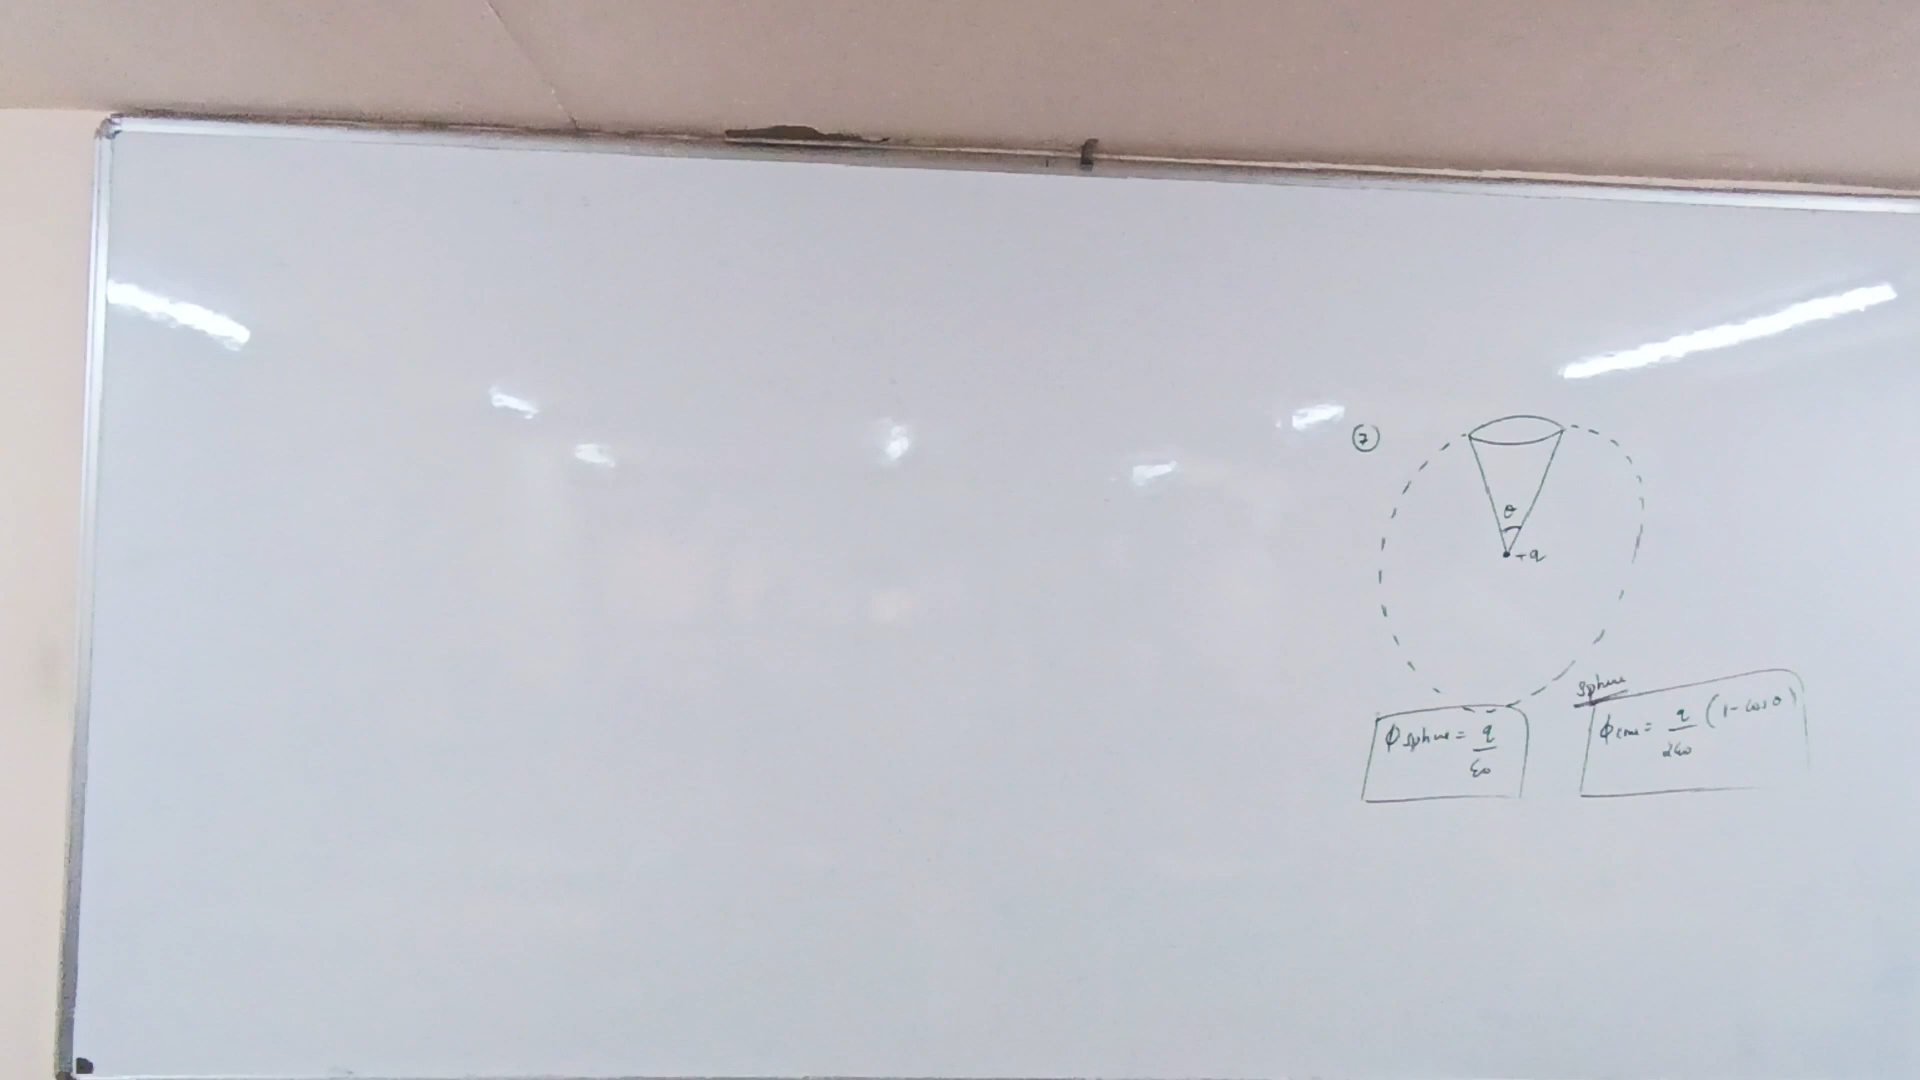 7
θ
+q
sphere
ϕ sphere = q/ε₀
ϕ cone = q/2ε₀ (1 - cos θ)